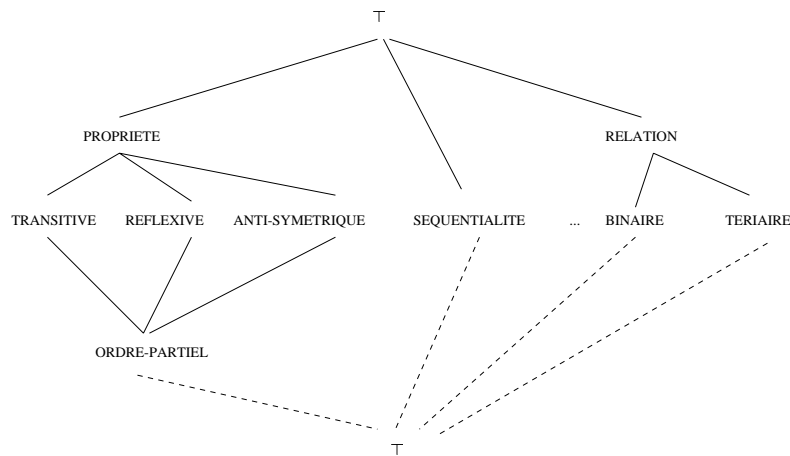 ⊤
PROPRIETE RELATION
TRANSITIVE REFLEXIVE ANTI-SYMETRIQUE SEQUENTIALITE ... BINAIRE TERIAIRE
ORDRE-PARTIEL
⊤